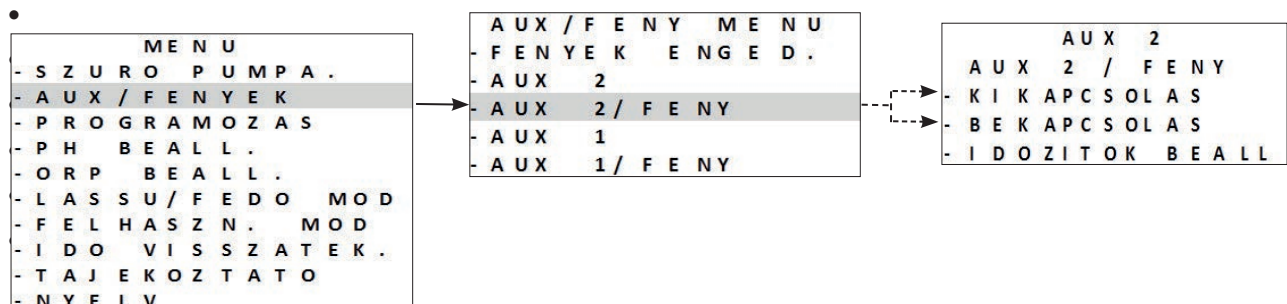 MENU
- SZURO PUMPA.
- AUX/FENYEK
- PROGRAMOZAS
- PH BEALL.
- ORP BEALL.
- LASSU/FEDO MOD
- FELHASZN. MOD
- IDO VISSZATEK.
- TAJEKOZTATO
- NYELV
AUX/FENY MENU
- FENYEK ENGED.
- AUX 2
- AUX 2/FENY
- AUX 1
- AUX 1/FENY
AUX 2
AUX 2 / FENY
- KIKAPCSOLAS
- BEKAPCSOLAS
- IDOZITOK BEALL